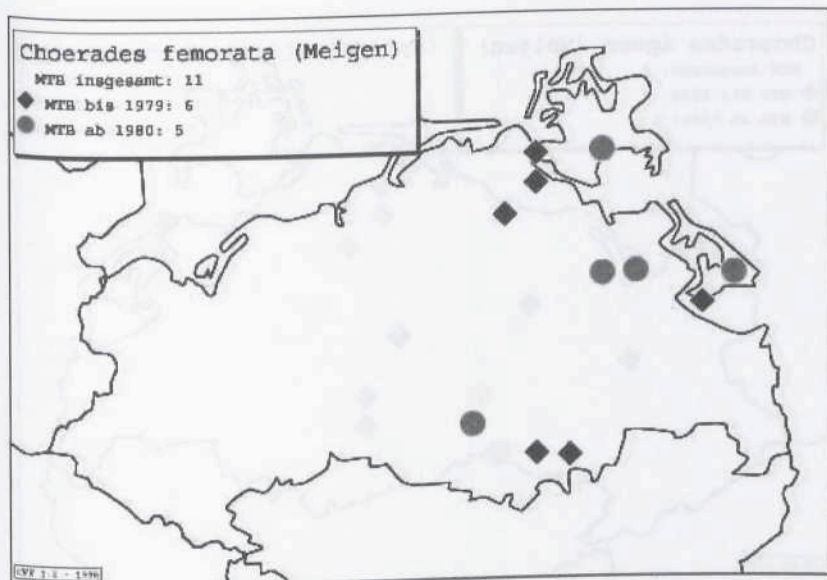 Choerades femorata (Meigen)
MTB insgesamt: 11
MTB bis 1979: 6
MTB ab 1980: 5